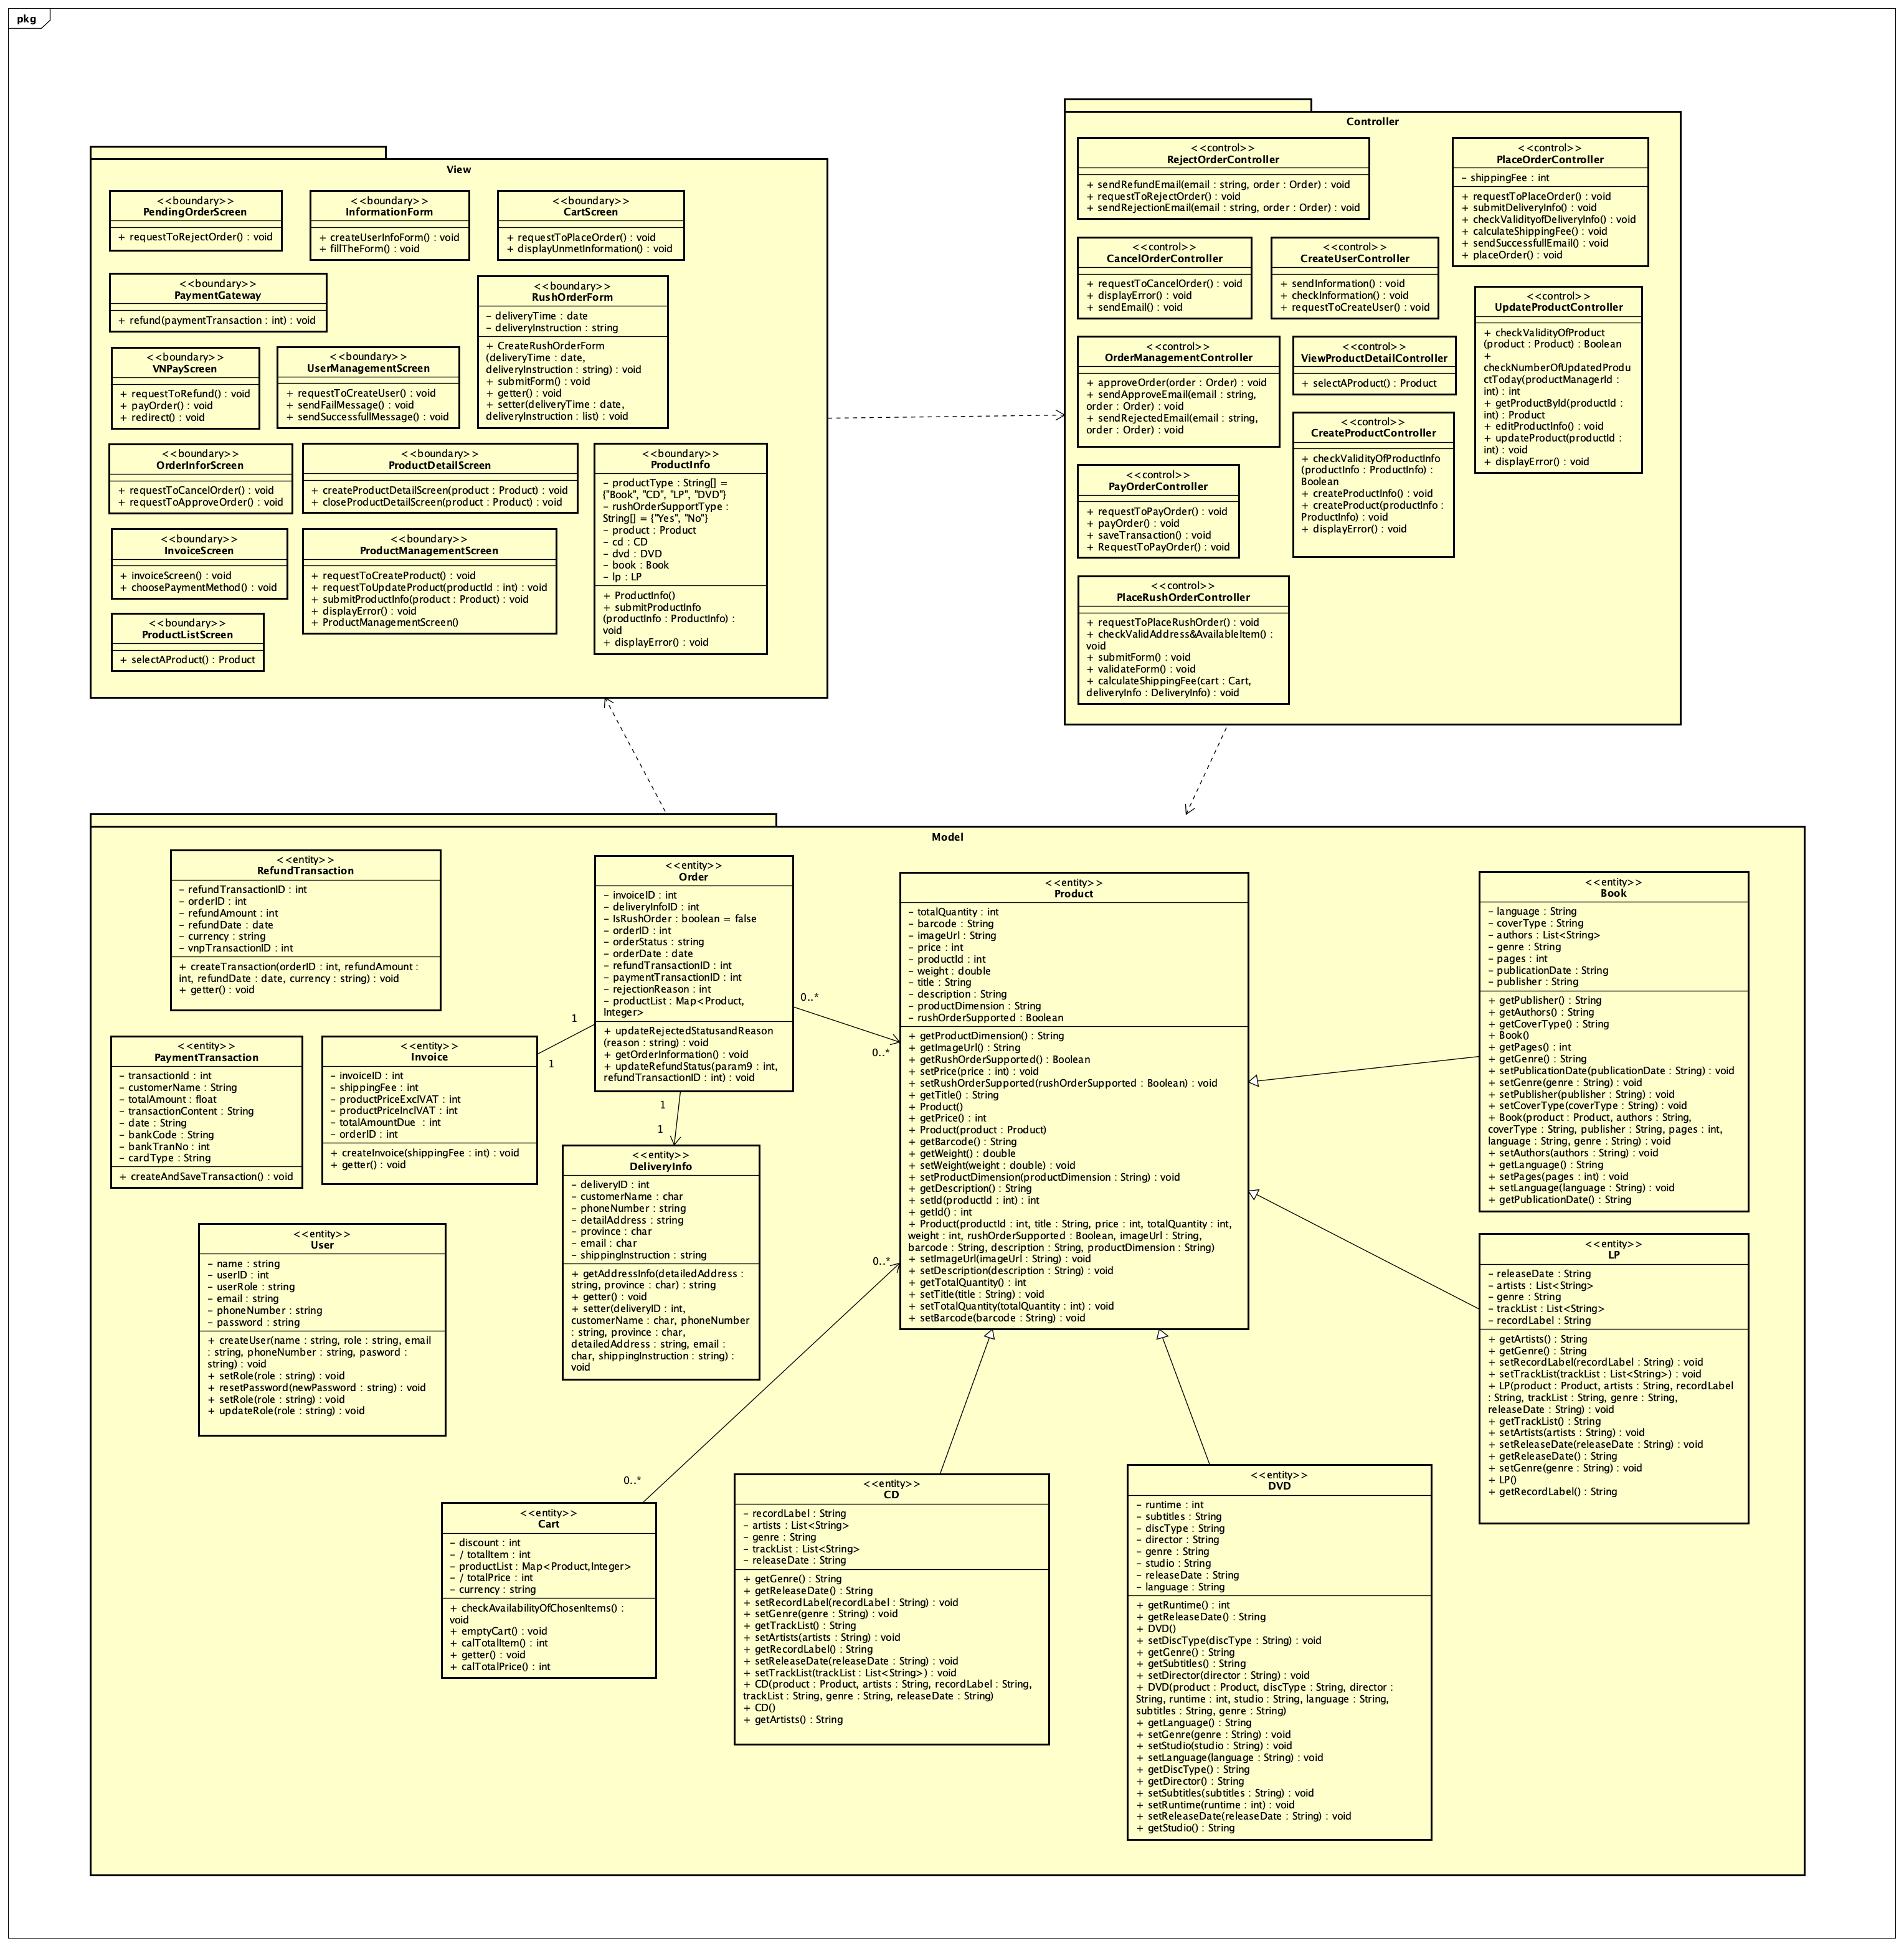 pkg
View
<<boundary>>
PendingOrderScreen
+ requestToRejectOrder() : void
<<boundary>>
InformationForm
+ createUserInfoForm() : void
+ fillTheForm() : void
<<boundary>>
CartScreen
+ requestToPlaceOrder() : void
+ displayUnmetInformation() : void
<<boundary>>
PaymentGateway
+ refund(paymentTransaction : int) : void
<<boundary>>
RushOrderForm
– deliveryTime : date
– deliveryInstruction : string
+ CreateRushOrderForm
(deliveryTime : date,
deliveryInstruction : string) : void
+ submitForm() : void
+ getter() : void
+ setter(deliveryTime : date,
deliveryInstruction : list) : void
<<boundary>>
VNPayScreen
+ requestToRefund() : void
+ payOrder() : void
+ redirect() : void
<<boundary>>
UserManagementScreen
+ requestToCreateUser() : void
+ sendFailMessage() : void
+ sendSuccessfullMessage() : void
<<boundary>>
OrderInforScreen
+ requestToCancelOrder() : void
+ requestToApproveOrder() : void
<<boundary>>
ProductDetailScreen
+ createProductDetailScreen(product : Product) : void
+ closeProductDetailScreen(product : Product) : void
<<boundary>>
ProductInfo
– productType : String[] =
{"Book", "CD", "LP", "DVD"}
– rushOrderSupportType :
String[] = {"Yes", "No"}
– product : Product
– cd : CD
– dvd : DVD
– book : Book
– lp : LP
+ ProductInfo()
+ submitProductInfo
(productInfo : ProductInfo) :
void
+ displayError() : void
<<boundary>>
InvoiceScreen
+ invoiceScreen() : void
+ choosePaymentMethod() : void
<<boundary>>
ProductManagementScreen
+ requestToCreateProduct() : void
+ requestToUpdateProduct(productId : int) : void
+ submitProductInfo(product : Product) : void
+ displayError() : void
+ ProductManagementScreen()
<<boundary>>
ProductListScreen
+ selectAProduct() : Product
Controller
<<control>>
RejectOrderController
+ sendRefundEmail(email : string, order : Order) : void
+ requestToRejectOrder() : void
+ sendRejectionEmail(email : string, order : Order) : void
<<control>>
PlaceOrderController
– shippingFee : int
+ requestToPlaceOrder() : void
+ submitDeliveryInfo() : void
+ checkValidityofDeliveryInfo() : void
+ calculateShippingFee() : void
+ sendSuccessfullEmail() : void
+ placeOrder() : void
<<control>>
CancelOrderController
+ requestToCancelOrder() : void
+ displayError() : void
+ sendEmail() : void
<<control>>
CreateUserController
+ sendInformation() : void
+ checkInformation() : void
+ requestToCreateUser() : void
<<control>>
UpdateProductController
+ checkValidityOfProduct
(product : Product) : Boolean
+
checkNumberOfUpdatedProdu
ctToday(productManagerId :
int) : int
+ getProductById(productId :
int) : Product
+ editProductInfo() : void
+ updateProduct(productId :
int) : void
+ displayError() : void
<<control>>
OrderManagementController
+ approveOrder(order : Order) : void
+ sendApproveEmail(email : string,
order : Order) : void
+ sendRejectedEmail(email : string,
order : Order) : void
<<control>>
ViewProductDetailController
+ selectAProduct() : Product
<<control>>
CreateProductController
+ checkValidityOfProductInfo
(productInfo : ProductInfo) :
Boolean
+ createProductInfo() : void
+ createProduct(productInfo :
ProductInfo) : void
+ displayError() : void
<<control>>
PayOrderController
+ requestToPayOrder() : void
+ payOrder() : void
+ saveTransaction() : void
+ RequestToPayOrder() : void
<<control>>
PlaceRushOrderController
+ requestToPlaceRushOrder() : void
+ checkValidAddress&AvailableItem() :
void
+ submitForm() : void
+ validateForm() : void
+ calculateShippingFee(cart : Cart,
deliveryInfo : DeliveryInfo) : void
Model
<<entity>>
RefundTransaction
– refundTransactionID : int
– orderID : int
– refundAmount : int
– refundDate : date
– currency : string
– vnpTransactionID : int
+ createTransaction(orderID : int, refundAmount :
int, refundDate : date, currency : string) : void
+ getter() : void
<<entity>>
Order
– invoiceID : int
– deliveryInfoID : int
– IsRushOrder : boolean = false
– orderID : int
– orderStatus : string
– orderDate : date
– refundTransactionID : int
– paymentTransactionID : int
– rejectionReason : int
– productList : Map<Product,
Integer>
+ updateRejectedStatusandReason
(reason : string) : void
+ getOrderInformation() : void
+ updateRefundStatus(param9 : int,
refundTransactionID : int) : void
0..*
0..*
1
1
1
1
<<entity>>
PaymentTransaction
– transactionId : int
– customerName : String
– totalAmount : float
– transactionContent : String
– date : String
– bankCode : String
– bankTranNo : int
– cardType : String
+ createAndSaveTransaction() : void
<<entity>>
Invoice
– invoiceID : int
– shippingFee : int
– productPriceExclVAT : int
– productPriceInclVAT : int
– totalAmountDue : int
– orderID : int
+ createInvoice(shippingFee : int) : void
+ getter() : void
<<entity>>
DeliveryInfo
– deliveryID : int
– customerName : char
– phoneNumber : string
– detailAddress : string
– province : char
– email : char
– shippingInstruction : string
+ getAddressInfo(detailedAddress :
string, province : char) : string
+ getter() : void
+ setter(deliveryID : int,
customerName : char, phoneNumber
: string, province : char,
detailedAddress : string, email :
char, shippingInstruction : string) :
void
<<entity>>
User
– name : string
– userID : int
– userRole : string
– email : string
– phoneNumber : string
– password : string
+ createUser(name : string, role : string, email
: string, phoneNumber : string, pasword :
string) : void
+ setRole(role : string) : void
+ resetPassword(newPassword : string) : void
+ setRole(role : string) : void
+ updateRole(role : string) : void
<<entity>>
Product
– totalQuantity : int
– barcode : String
– imageUrl : String
– price : int
– productId : int
– weight : double
– title : String
– description : String
– productDimension : String
– rushOrderSupported : Boolean
+ getProductDimension() : String
+ getImageUrl() : String
+ getRushOrderSupported() : Boolean
+ setPrice(price : int) : void
+ setRushOrderSupported(rushOrderSupported : Boolean) : void
+ getTitle() : String
+ Product()
+ getPrice() : int
+ Product(product : Product)
+ getBarcode() : String
+ getWeight() : double
+ setWeight(weight : double) : void
+ setProductDimension(productDimension : String) : void
+ getDescription() : String
+ setId(productId : int) : int
+ getId() : int
+ Product(productId : int, title : String, price : int, totalQuantity : int,
weight : int, rushOrderSupported : Boolean, imageUrl : String,
barcode : String, description : String, productDimension : String)
+ setImageUrl(imageUrl : String) : void
+ setDescription(description : String) : void
+ getTotalQuantity() : int
+ setTitle(title : String) : void
+ setTotalQuantity(totalQuantity : int) : void
+ setBarcode(barcode : String) : void
0..*
0..*
<<entity>>
Book
– language : String
– coverType : String
– authors : List<String>
– genre : String
– pages : int
– publicationDate : String
– publisher : String
+ getPublisher() : String
+ getAuthors() : String
+ getCoverType() : String
+ Book()
+ getPages() : int
+ getGenre() : String
+ setPublicationDate(publicationDate : String) : void
+ setGenre(genre : String) : void
+ setPublisher(publisher : String) : void
+ setCoverType(coverType : String) : void
+ Book(product : Product, authors : String,
coverType : String, publisher : String, pages : int,
language : String, genre : String) : void
+ setAuthors(authors : String) : void
+ getLanguage() : String
+ setPages(pages : int) : void
+ setLanguage(language : String) : void
+ getPublicationDate() : String
<<entity>>
LP
– releaseDate : String
– artists : List<String>
– genre : String
– trackList : List<String>
– recordLabel : String
+ getArtists() : String
+ getGenre() : String
+ setRecordLabel(recordLabel : String) : void
+ setTrackList(trackList : List<String>) : void
+ LP(product : Product, artists : String, recordLabel
: String, trackList : String, genre : String,
releaseDate : String) : void
+ getTrackList() : String
+ setArtists(artists : String) : void
+ setReleaseDate(releaseDate : String) : void
+ getReleaseDate() : String
+ setGenre(genre : String) : void
+ LP()
+ getRecordLabel() : String
<<entity>>
Cart
– discount : int
– / totalItem : int
– productList : Map<Product,Integer>
– / totalPrice : int
– currency : string
+ checkAvailabilityOfChosenItems() :
void
+ emptyCart() : void
+ calTotalItem() : int
+ getter() : void
+ calTotalPrice() : int
<<entity>>
CD
– recordLabel : String
– artists : List<String>
– genre : String
– trackList : List<String>
– releaseDate : String
+ getGenre() : String
+ getReleaseDate() : String
+ setRecordLabel(recordLabel : String) : void
+ setGenre(genre : String) : void
+ getTrackList() : String
+ setArtists(artists : String) : void
+ getRecordLabel() : String
+ setReleaseDate(releaseDate : String) : void
+ setTrackList(trackList : List<String>) : void
+ CD(product : Product, artists : String, recordLabel : String,
trackList : String, genre : String, releaseDate : String)
+ CD()
+ getArtists() : String
<<entity>>
DVD
– runtime : int
– subtitles : String
– discType : String
– director : String
– genre : String
– studio : String
– releaseDate : String
– language : String
+ getRuntime() : int
+ getReleaseDate() : String
+ DVD()
+ setDiscType(discType : String) : void
+ getGenre() : String
+ getSubtitles() : String
+ setDirector(director : String) : void
+ DVD(product : Product, discType : String, director :
String, runtime : int, studio : String, language : String,
subtitles : String, genre : String)
+ getLanguage() : String
+ setGenre(genre : String) : void
+ setStudio(studio : String) : void
+ setLanguage(language : String) : void
+ getDiscType() : String
+ getDirector() : String
+ setSubtitles(subtitles : String) : void
+ setRuntime(runtime : int) : void
+ setReleaseDate(releaseDate : String) : void
+ getStudio() : String